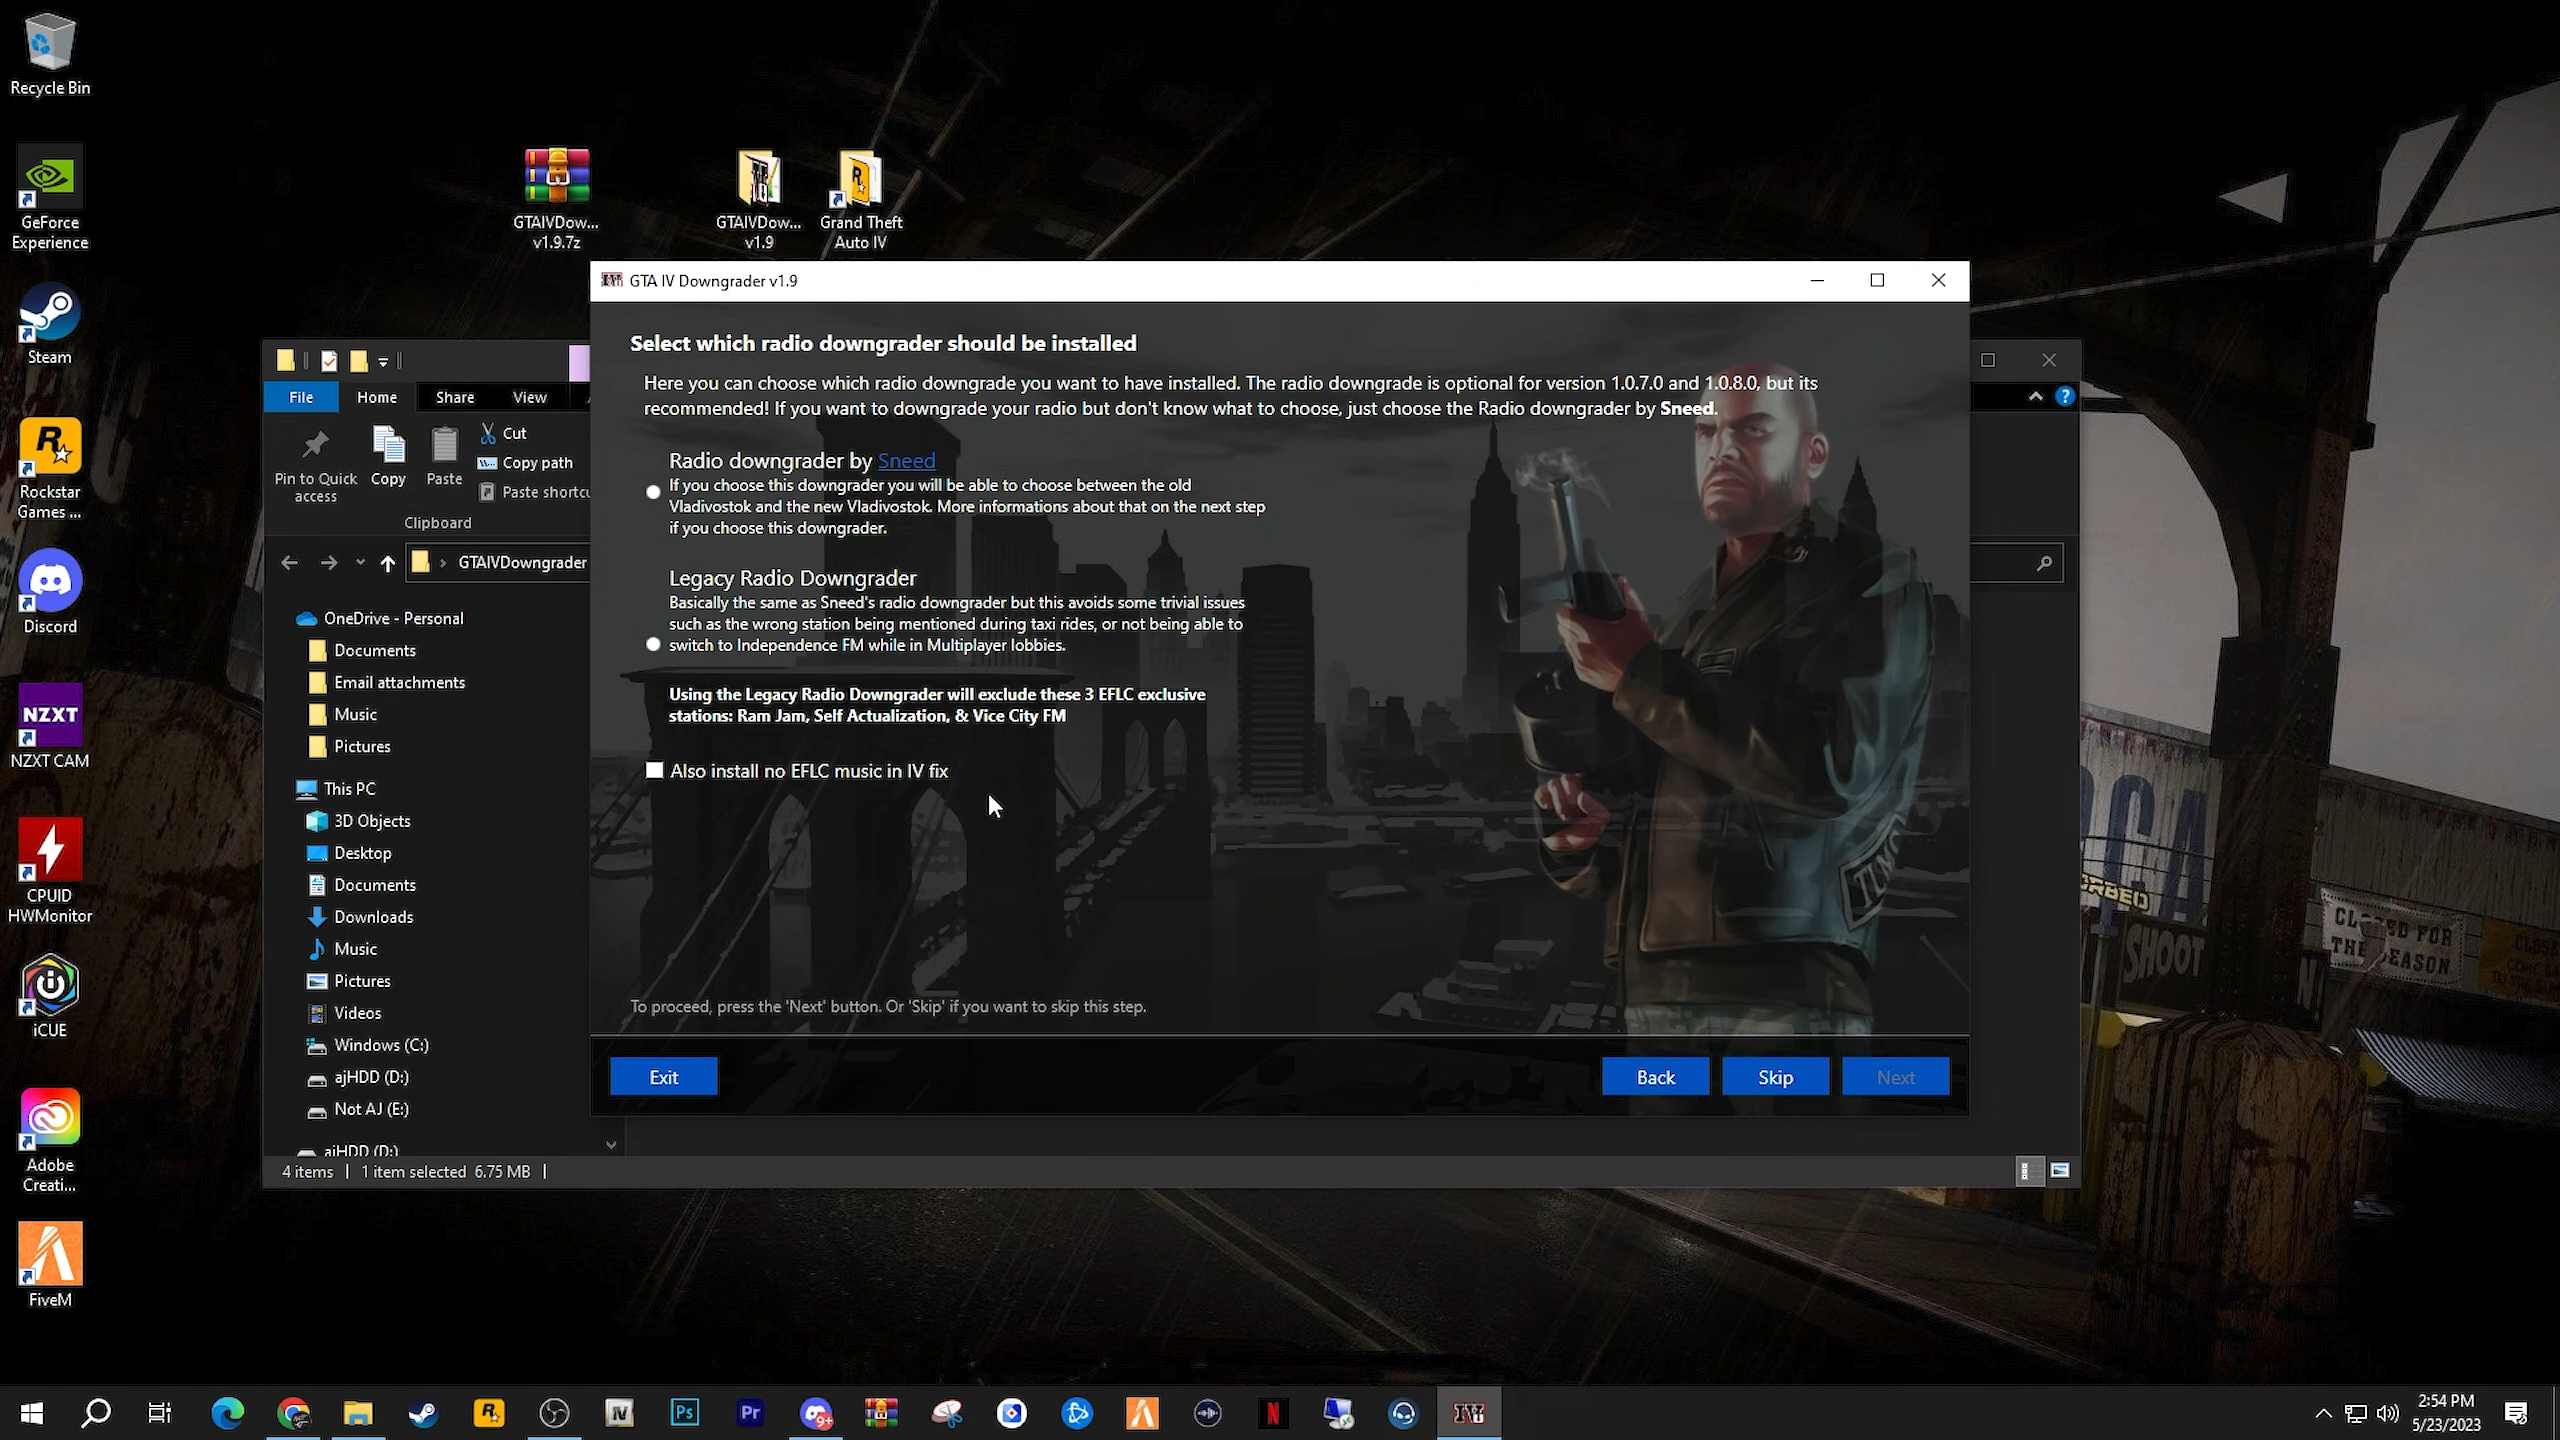 Recycle Bin
GeForce
Experience
Steam
Rockstar
Games ...
Discord
NZXT
NZXT CAM
CPUID
HWMonitor
iCUE
Adobe
Creati...
FiveM
GTAIVDow...
v1.9.7z
GTAIVDow...
v1.9
Grand Theft
Auto IV
GTA IV Downgrader v1.9
Select which radio downgrader should be installed
Here you can choose which radio downgrade you want to have installed. The radio downgrade is optional for version 1.0.7.0 and 1.0.8.0, but its
recommended! If you want to downgrade your radio but don't know what to choose, just choose the Radio downgrader by Sneed.
Radio downgrader by Sneed
If you choose this downgrader you will be able to choose between the old
Vladivostok and the new Vladivostok. More informations about that on the next step
if you choose this downgrader.
Legacy Radio Downgrader
Basically the same as Sneed's radio downgrader but this avoids some trivial issues
such as the wrong station being mentioned during taxi rides, or not being able to
switch to Independence FM while in Multiplayer lobbies.
Using the Legacy Radio Downgrader will exclude these 3 EFLC exclusive
stations: Ram Jam, Self Actualization, & Vice City FM
Also install no EFLC music in IV fix
To proceed, press the 'Next' button. Or 'Skip' if you want to skip this step.
Exit
Back
Skip
Next
File
Home
Share
View
Pin to Quick
access
Copy
Paste
Cut
Copy path
Paste shortcu
Clipboard
GTAIVDowngrader
OneDrive - Personal
Documents
Email attachments
Music
Pictures
This PC
3D Objects
Desktop
Documents
Downloads
Music
Pictures
Videos
Windows (C:)
ajHDD (D:)
Not AJ (E:)
ajHDD (D:)
4 items
1 item selected 6.75 MB
SHOOT
CLOSED FOR
THE SEASON
IV
Ps
Pr
9+
N
IV
2:54 PM
5/23/2023